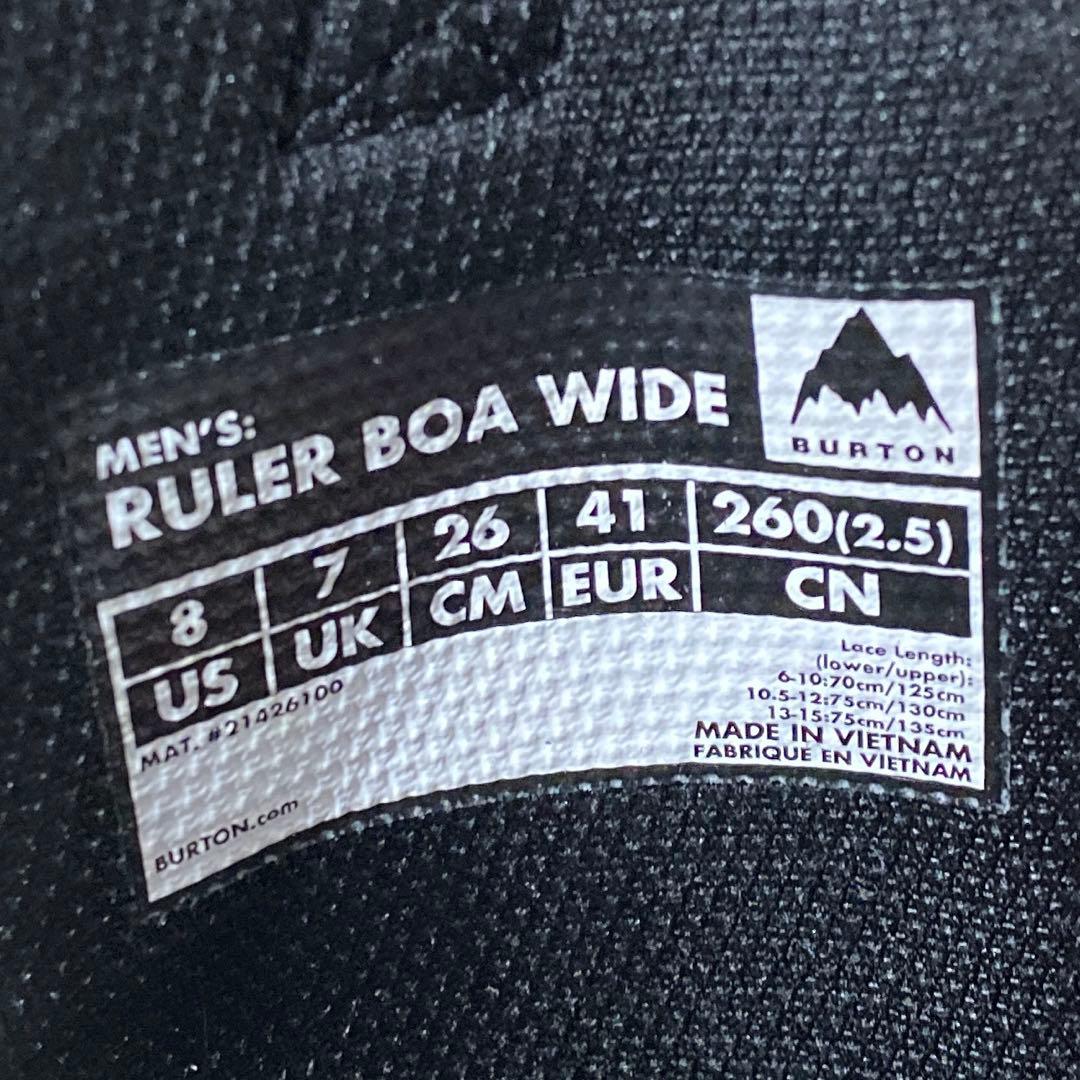 MEN'S:
RULER BOA WIDE
BURTON
8 7 26 41 260(2.5)
US UK CM EUR CN
MAT. #21426100
BURTON.com
Lace Length:
(lower/upper):
6-10:70cm/125cm
10.5-12:75cm/130cm
13-15:75cm/135cm
MADE IN VIETNAM
FABRIQUE EN VIETNAM